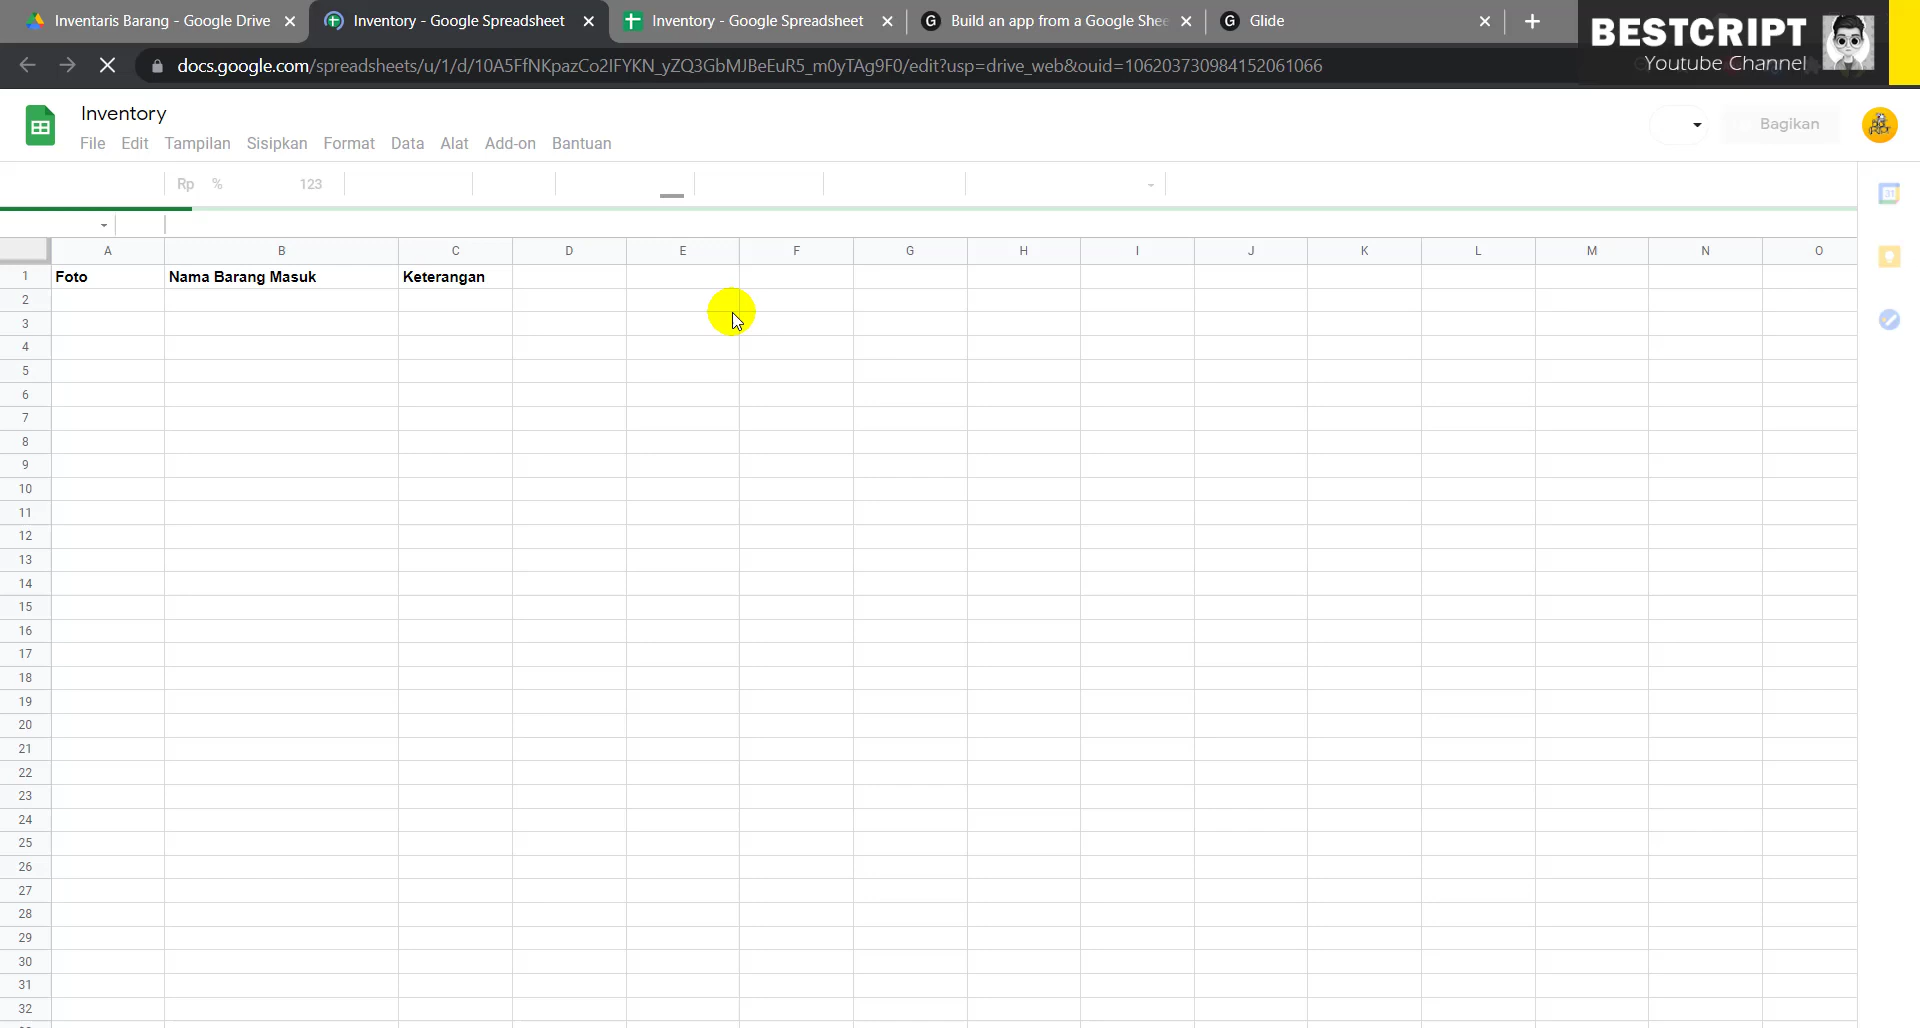 Inventaris Barang - Google Drive
Inventory - Google Spreadsheet
Inventory - Google Spreadsheet
Build an app from a Google Shee
Glide
BESTCRIPT
Youtube Channel
docs.google.com/spreadsheets/u/1/d/10A5FfNKpazCo2IFYKN_yZQ3GbMJBeEuR5_m0yTAg9F0/edit?usp=drive_web&ouid=106203730984152061066
Inventory
File Edit Tampilan Sisipkan Format Data Alat Add-on Bantuan
Bagikan
Rp % 123
31
A B C D E F G H I J K L M N O
1 Foto Nama Barang Masuk Keterangan
2
3
4
5
6
7
8
9
10
11
12
13
14
15
16
17
18
19
20
21
22
23
24
25
26
27
28
29
30
31
32